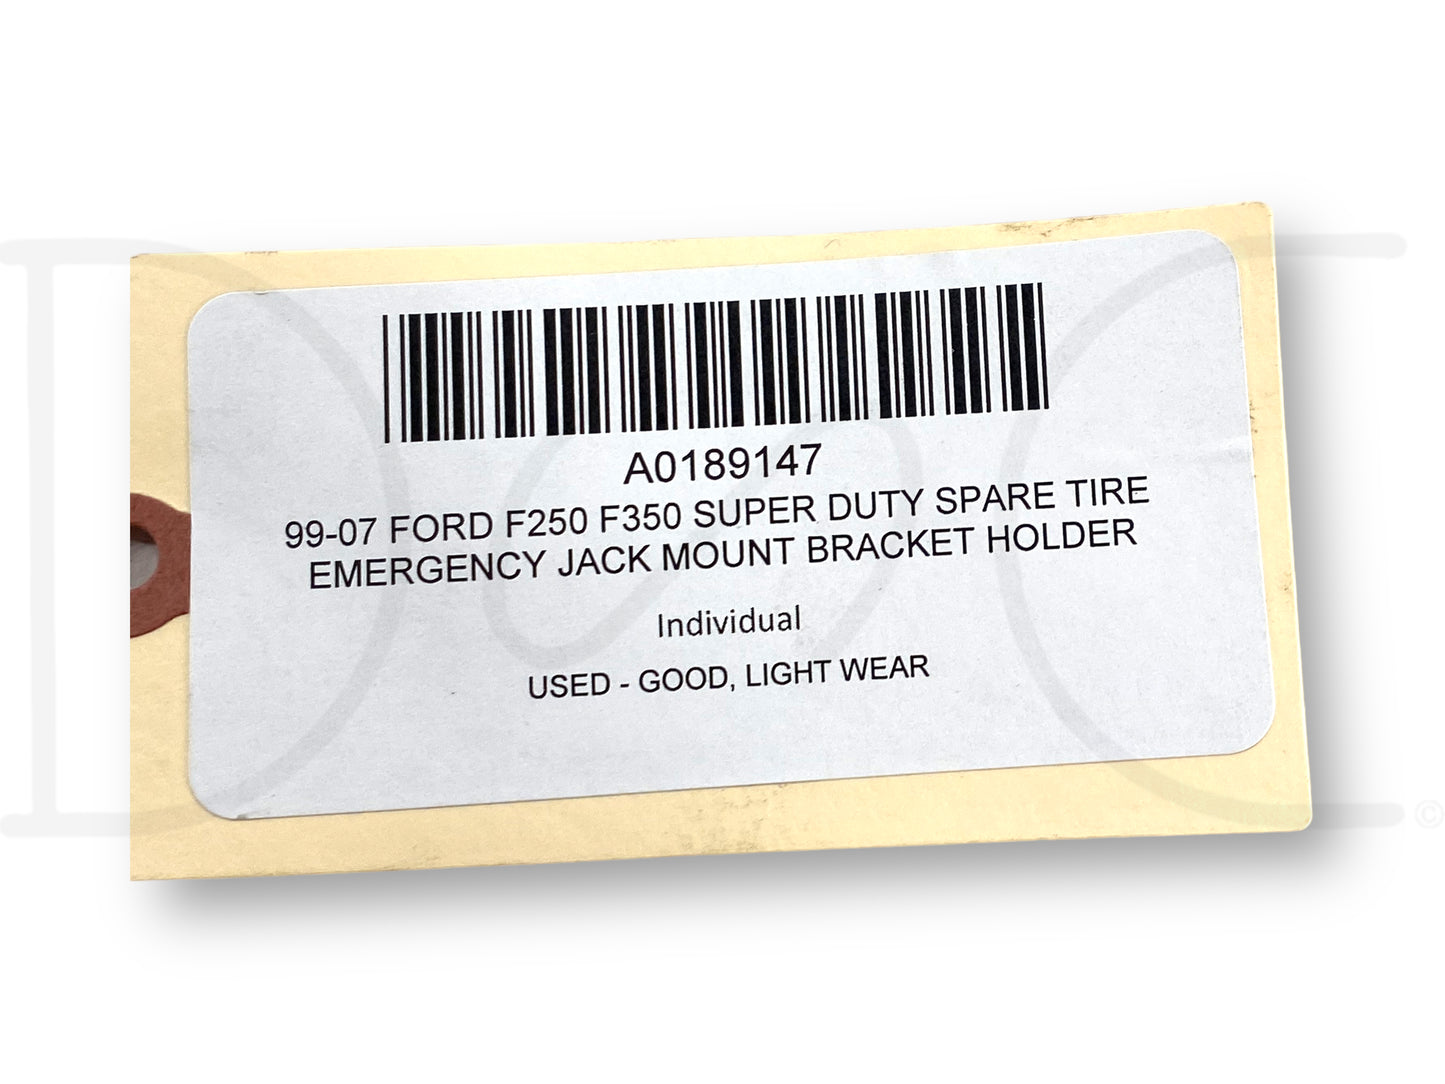 A0189147
99-07 FORD F250 F350 SUPER DUTY SPARE TIRE
EMERGENCY JACK MOUNT BRACKET HOLDER
Individual
USED - GOOD, LIGHT WEAR